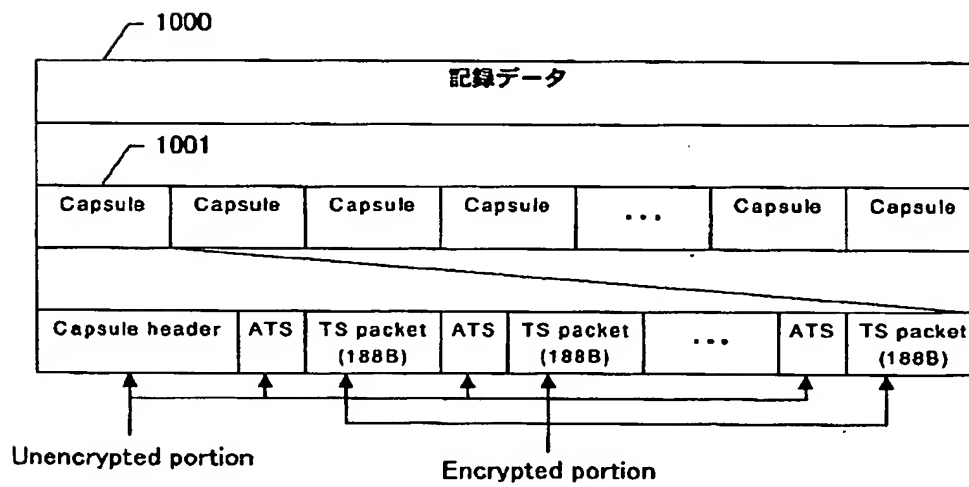 1000
記録データ
1001
Capsule Capsule Capsule Capsule ... Capsule Capsule
Capsule header ATS TS packet (188B) ATS TS packet (188B) ... ATS TS packet (188B)
Unencrypted portion
Encrypted portion